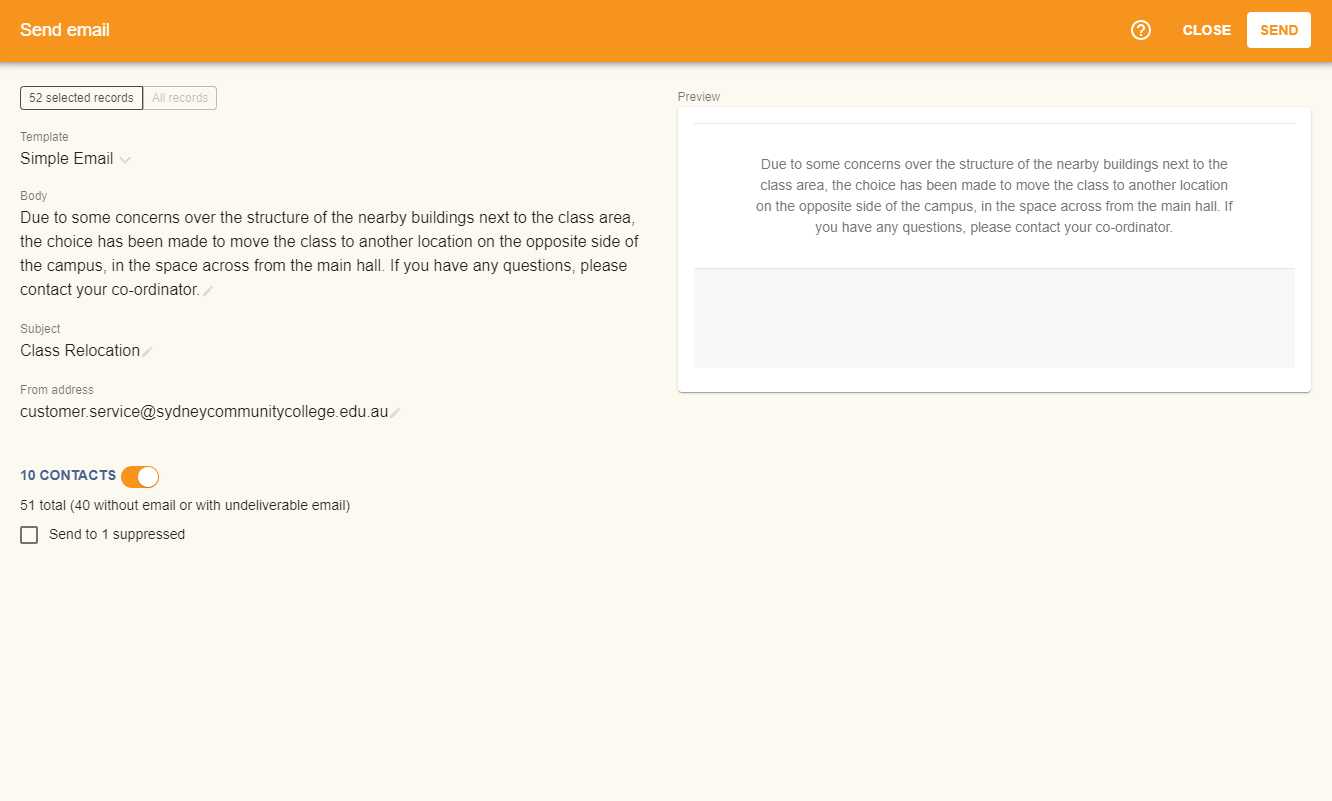 Send email
CLOSE
SEND
52 selected records
All records
Template
Simple Email
Body
Due to some concerns over the structure of the nearby buildings next to the class area,
the choice has been made to move the class to another location on the opposite side of
the campus, in the space across from the main hall. If you have any questions, please
contact your co-ordinator.
Subject
Class Relocation
From address
customer.service@sydneycommunitycollege.edu.au
10 CONTACTS
51 total (40 without email or with undeliverable email)
Send to 1 suppressed
Preview
Due to some concerns over the structure of the nearby buildings next to the
class area, the choice has been made to move the class to another location
on the opposite side of the campus, in the space across from the main hall. If
you have any questions, please contact your co-ordinator.